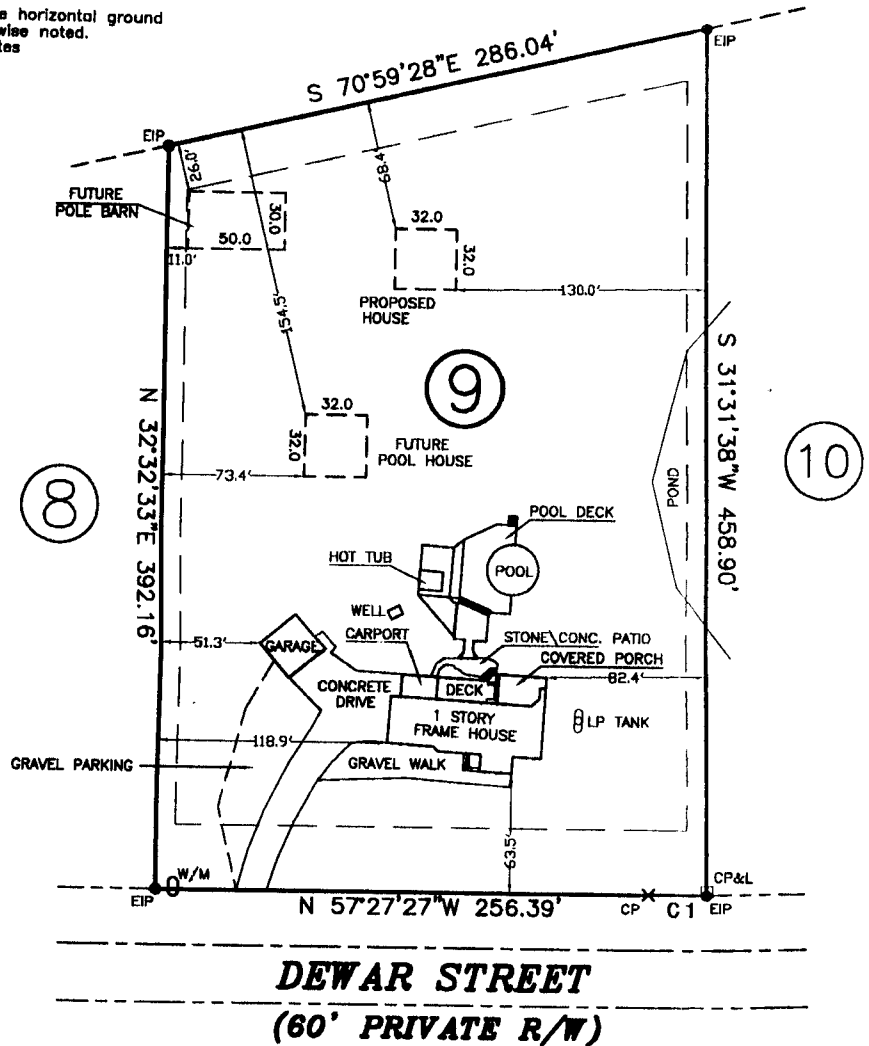 e horizontal ground
wise noted.
tes
S 70°59'28"E 286.04'
EIP
EIP
26.0'
68.4'
FUTURE
POLE BARN
30.0
50.0
11.0'
32.0
32.0
PROPOSED
HOUSE
130.0'
154.5'
9
N 32°32'33"E 392.16'
S 31°31'38"W 458.90'
32.0
32.0
FUTURE
POOL HOUSE
73.4'
8
10
POND
POOL DECK
HOT TUB
POOL
WELL
CARPORT
STONE\CONC. PATIO
COVERED PORCH
51.3'
GARAGE
82.4'
CONCRETE
DRIVE
DECK
1 STORY
FRAME HOUSE
LP TANK
118.9'
GRAVEL PARKING
GRAVEL WALK
63.5'
W/M
CP&L
EIP
N 57°27'27"W 256.39'
CP
C1
EIP
DEWAR STREET
(60' PRIVATE R/W)